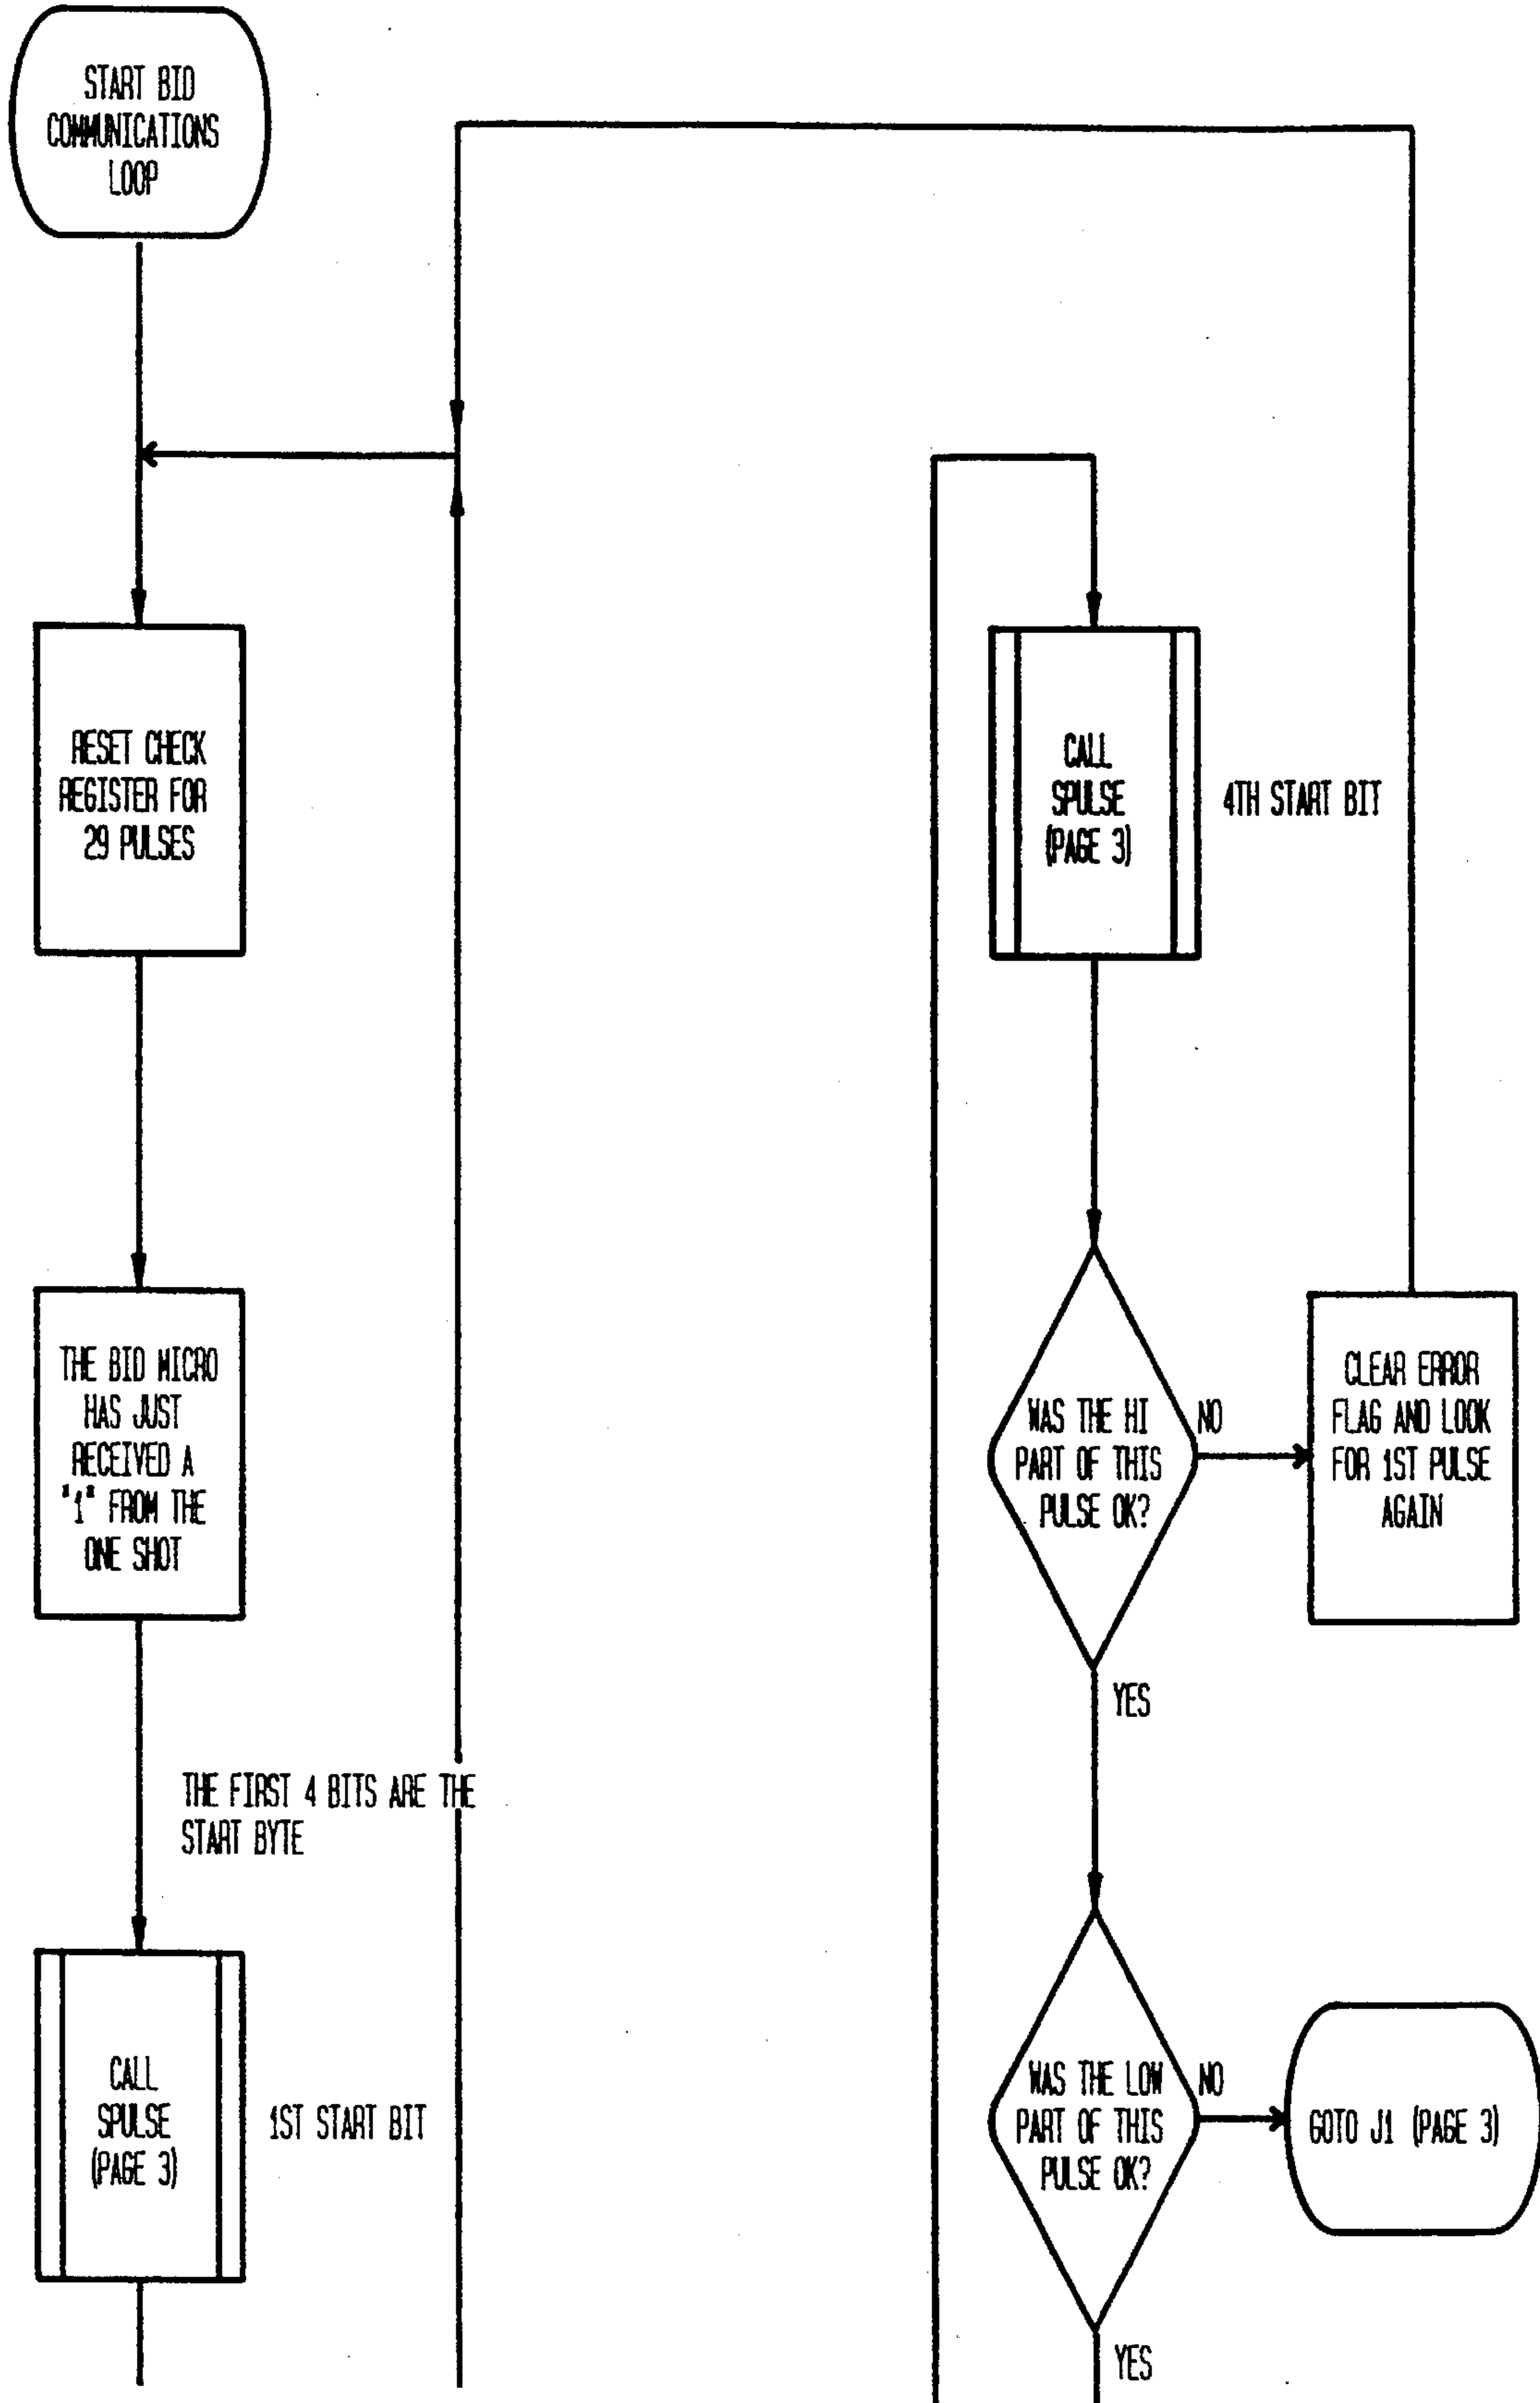 START BID
COMMUNICATIONS
LOOP
RESET CHECK
REGISTER FOR
29 PULSES
THE BID MICRO
HAS JUST
RECEIVED A
"1" FROM THE
ONE SHOT
THE FIRST 4 BITS ARE THE
START BYTE
CALL
SPULSE
(PAGE 3)
1ST START BIT
CALL
SPULSE
(PAGE 3)
4TH START BIT
WAS THE HI
PART OF THIS
PULSE OK?
NO
CLEAR ERROR
FLAG AND LOOK
FOR 1ST PULSE
AGAIN
YES
WAS THE LOW
PART OF THIS
PULSE OK?
NO
GOTO J1 (PAGE 3)
YES